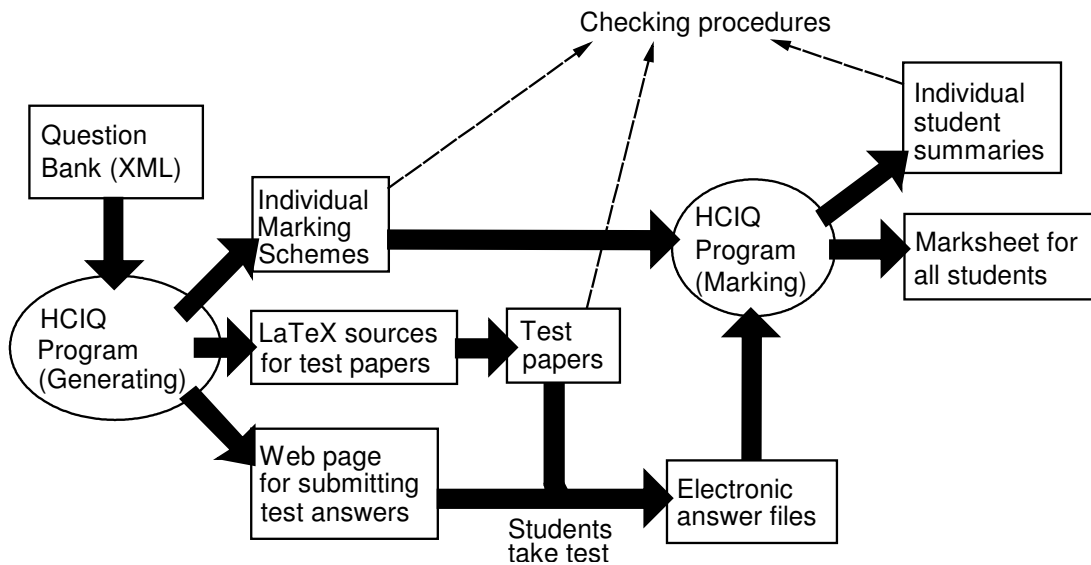 Checking procedures
Question
Bank (XML)
Individual
student
summaries
Individual
Marking
Schemes
HCIQ
Program
(Marking)
Marksheet for
all students
HCIQ
Program
(Generating)
LaTeX sources
for test papers
Test
papers
Web page
for submitting
test answers
Electronic
answer files
Students
take test